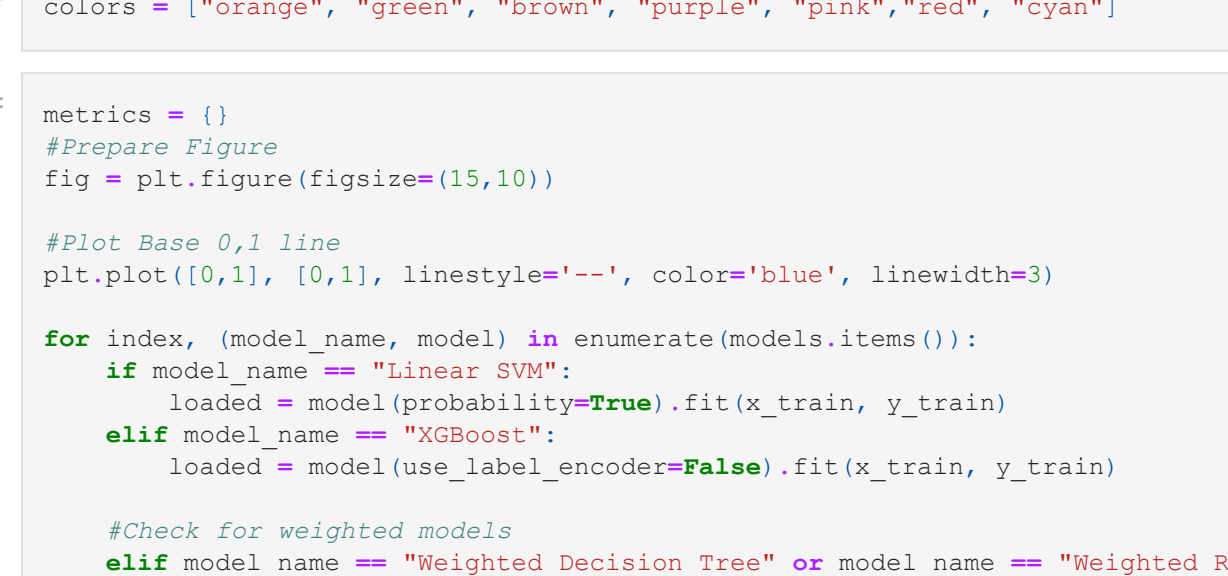 colors = ["orange", "green", "brown", "purple", "pink","red", "cyan"]
:
metrics = {}
#Prepare Figure
fig = plt.figure(figsize=(15,10))
#Plot Base 0,1 line
plt.plot([0,1], [0,1], linestyle='--', color='blue', linewidth=3)
for index, (model_name, model) in enumerate(models.items()):
    if model_name == "Linear SVM":
        loaded = model(probability=True).fit(x_train, y_train)
    elif model_name == "XGBoost":
        loaded = model(use_label_encoder=False).fit(x_train, y_train)
    #Check for weighted models
    elif model_name == "Weighted Decision Tree" or model_name == "Weighted R